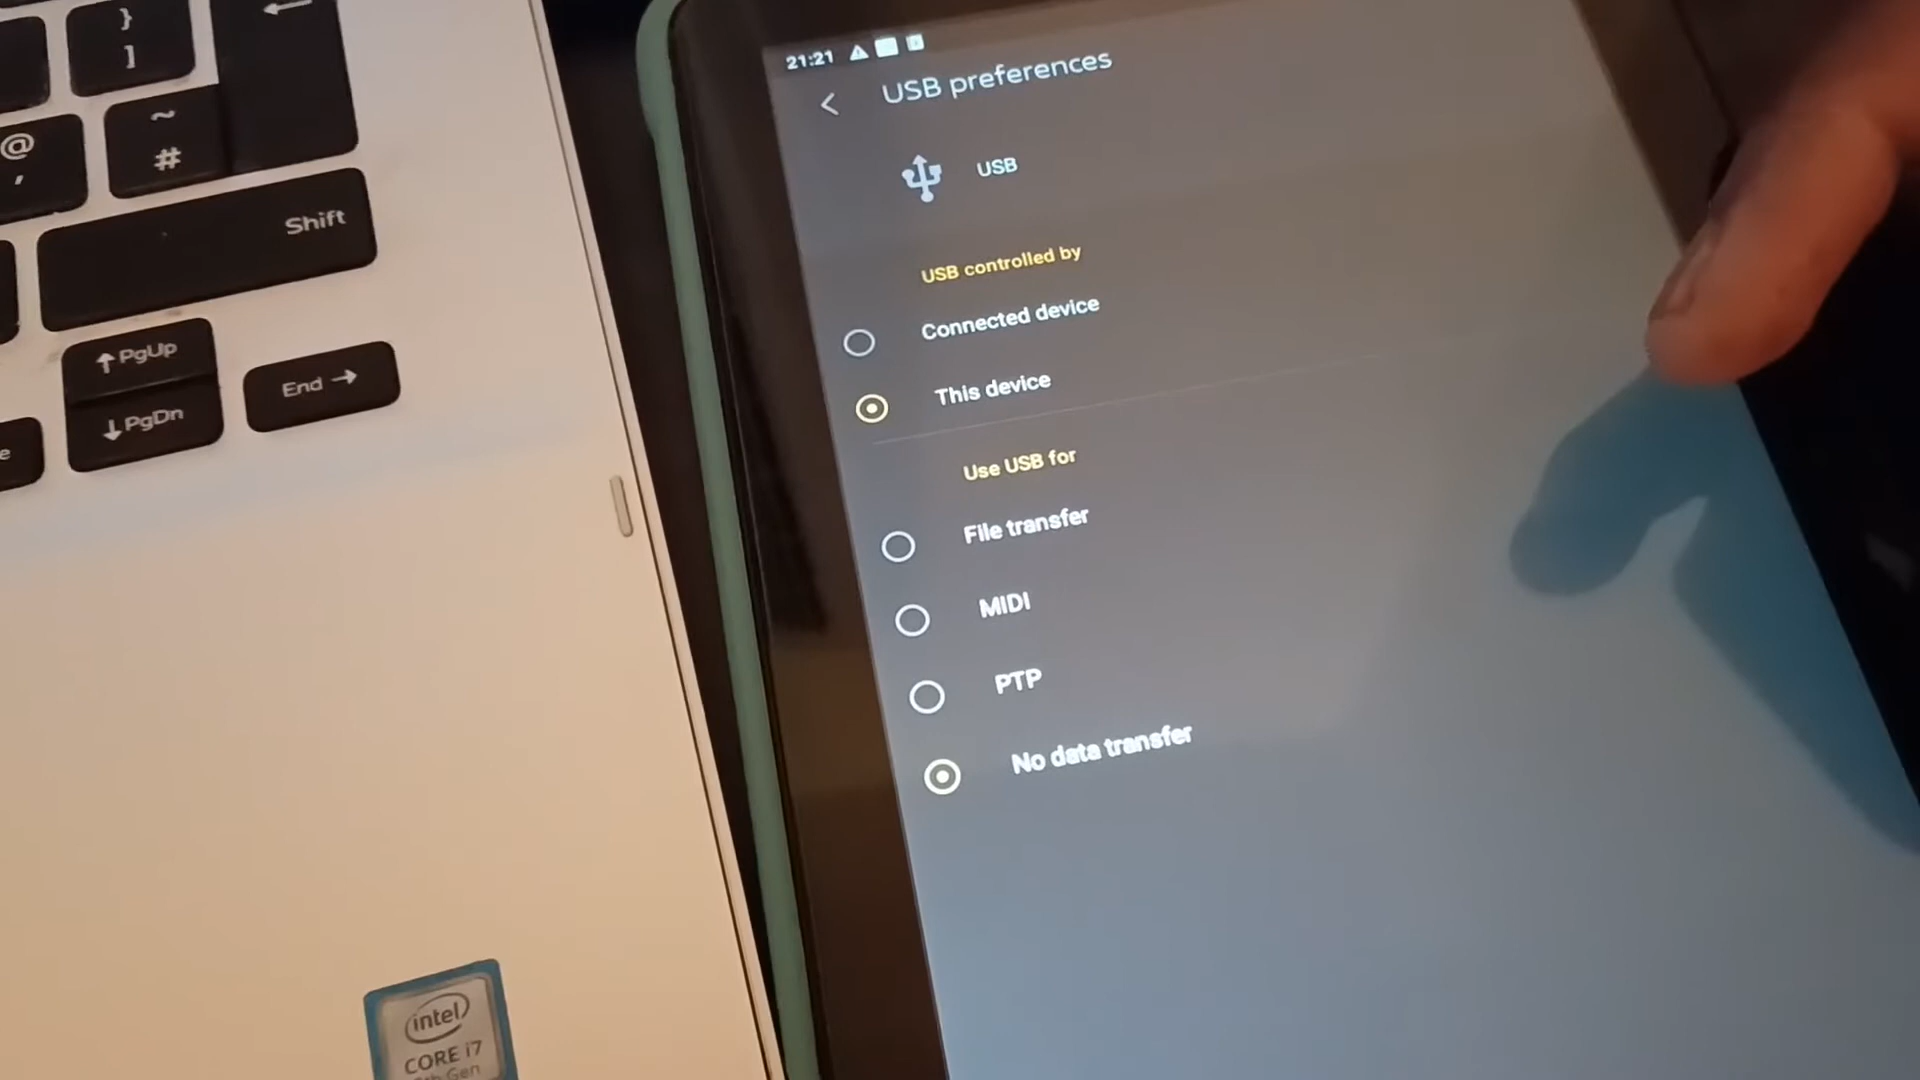 }
]
@
'
~
#
Shift
↑ PgUp
↓ PgDn
End →
e
intel
CORE i7
Gen
21:21
USB preferences
USB
USB controlled by
Connected device
This device
Use USB for
File transfer
MIDI
PTP
No data transfer